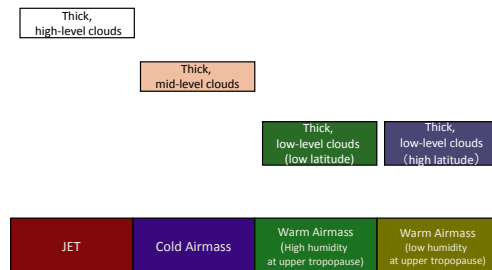 Thick,
high-level clouds
Thick,
mid-level clouds
Thick,
low-level clouds
(low latitude)
Thick,
low-level clouds
（high latitude）
JET
Cold Airmass
Warm Airmass
(High humidity
at upper tropopause)
Warm Airmass
(low humidity
at upper tropopause)